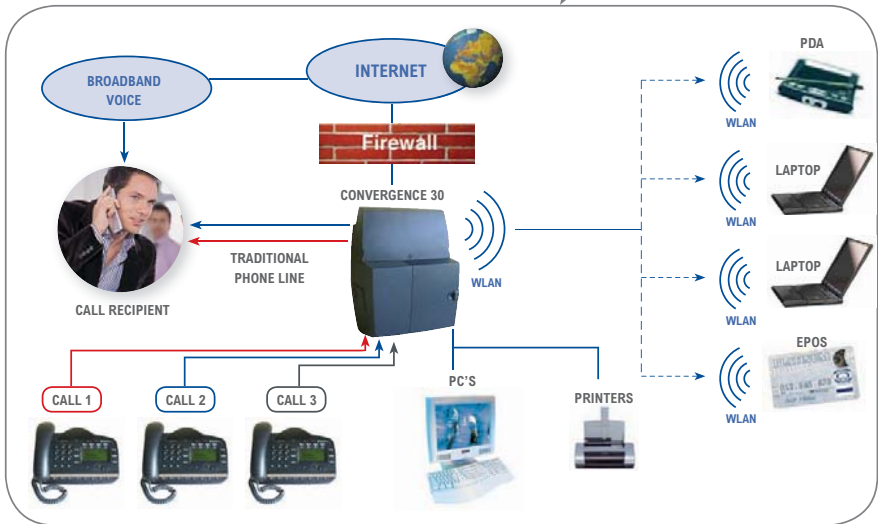 BROADBAND
VOICE
INTERNET
Firewall
CONVERGENCE 30
TRADITIONAL
PHONE LINE
CALL RECIPIENT
WLAN
PDA
WLAN
LAPTOP
WLAN
LAPTOP
WLAN
EPOS
WLAN
CALL 1
CALL 2
CALL 3
PC'S
PRINTERS